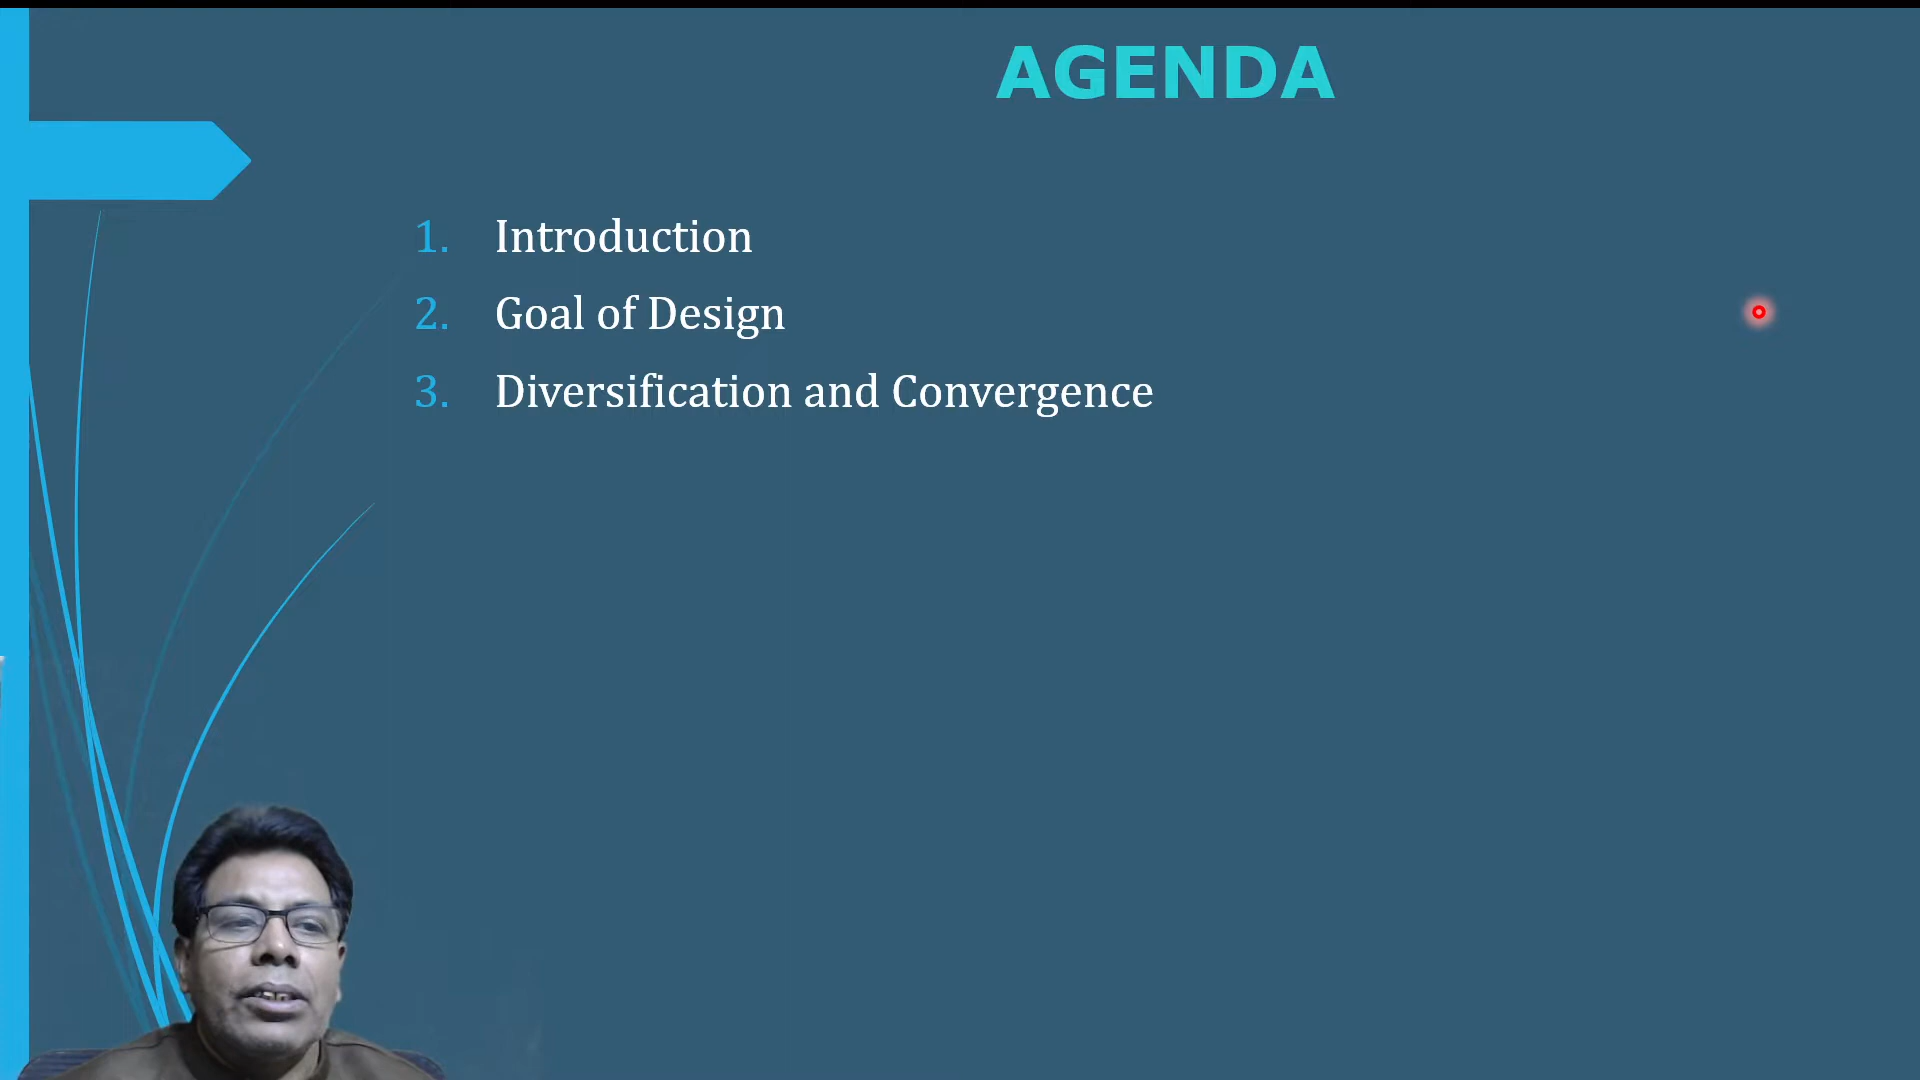 AGENDA
1. Introduction
2. Goal of Design
3. Diversification and Convergence